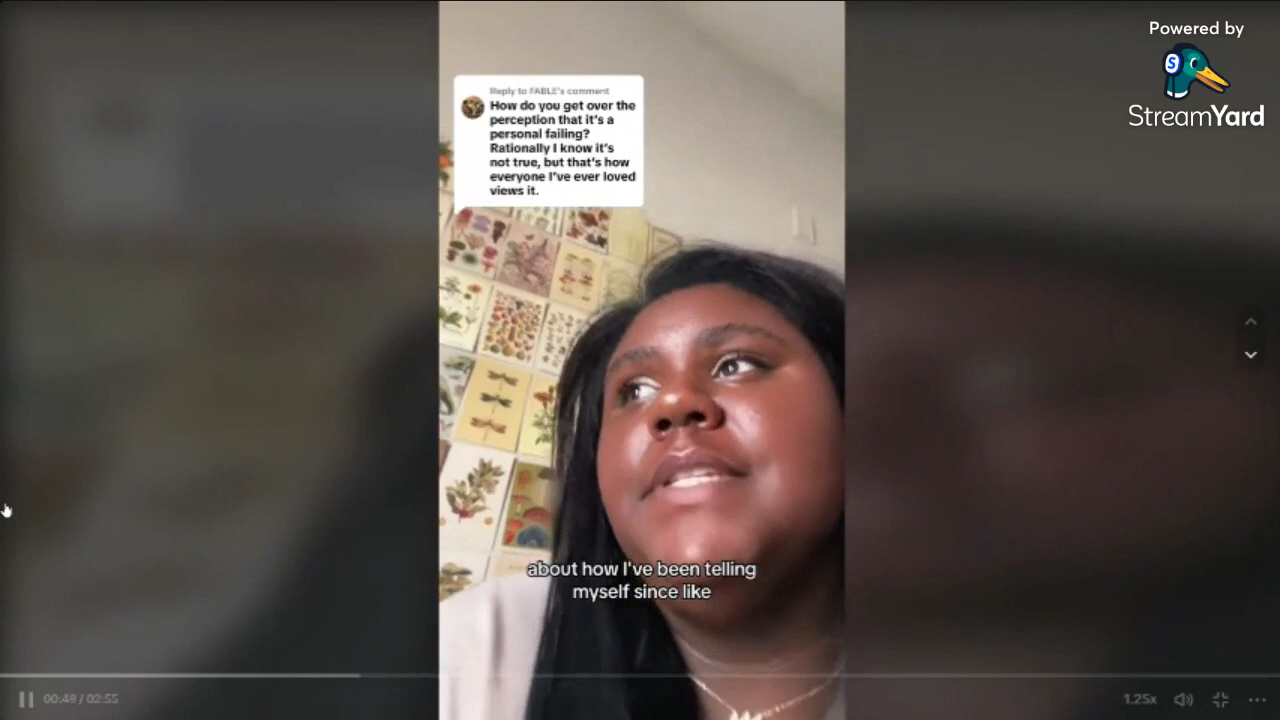 Powered by
S
StreamYard
Reply to FABLE's comment
How do you get over the
perception that it's a
personal failing?
Rationally I know it's
not true, but that's how
everyone I've ever loved
views it.
about how I've been telling
myself since like
00:49 / 02:55
1.25x